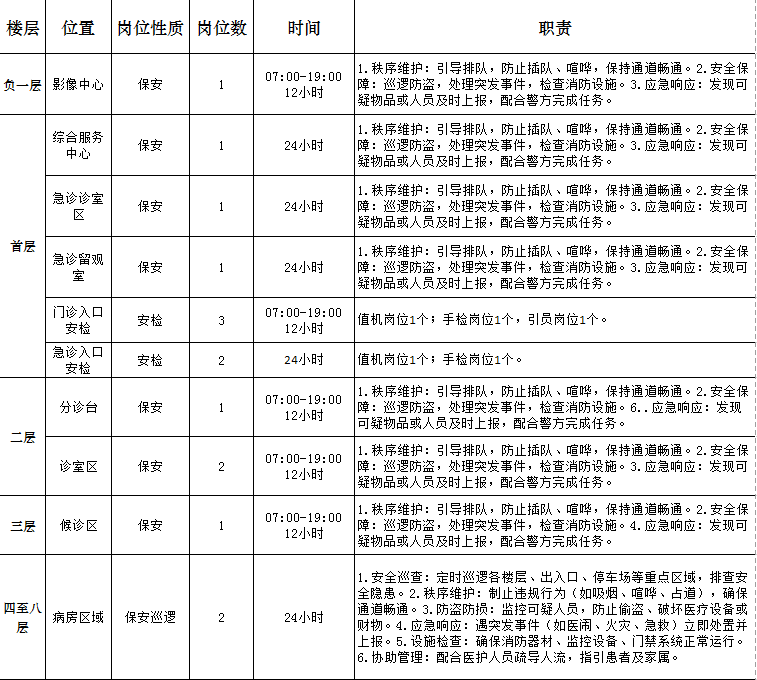 楼层 位置 岗位性质 岗位数 时间 职责
负一层 影像中心 保安 1 07:00-19:00
12小时
1.秩序维护：引导排队，防止插队、喧哗，保持通道畅通。2.安全保
障：巡逻防盗，处理突发事件，检查消防设施。3.应急响应：发现可
疑物品或人员及时上报，配合警方完成任务。
首层
综合服务
中心
保安 1 24小时
1.秩序维护：引导排队，防止插队、喧哗，保持通道畅通。2.安全保
障：巡逻防盗，处理突发事件，检查消防设施。3.应急响应：发现可
疑物品或人员及时上报，配合警方完成任务。
急诊诊室
区
保安 1 24小时
1.秩序维护：引导排队，防止插队、喧哗，保持通道畅通。2.安全保
障：巡逻防盗，处理突发事件，检查消防设施。3.应急响应：发现可
疑物品或人员及时上报，配合警方完成任务。
急诊留观
室
保安 1 24小时
1.秩序维护：引导排队，防止插队、喧哗，保持通道畅通。2.安全保
障：巡逻防盗，处理突发事件，检查消防设施。3.应急响应：发现可
疑物品或人员及时上报，配合警方完成任务。
门诊入口
安检
安检 3 07:00-19:00
12小时
值机岗位1个；手检岗位1个，引员岗位1个。
急诊入口
安检
安检 2 24小时
值机岗位1个；手检岗位1个。
二层
分诊台 保安 1 07:00-19:00
12小时
1.秩序维护：引导排队，防止插队、喧哗，保持通道畅通。2.安全保
障：巡逻防盗，处理突发事件，检查消防设施。6..应急响应：发现
可疑物品或人员及时上报，配合警方完成任务。
诊室区 保安 2 07:00-19:00
12小时
1.秩序维护：引导排队，防止插队、喧哗，保持通道畅通。2.安全保
障：巡逻防盗，处理突发事件，检查消防设施。3.应急响应：发现可
疑物品或人员及时上报，配合警方完成任务。
三层 候诊区 保安 1 07:00-19:00
12小时
1.秩序维护：引导排队，防止插队、喧哗，保持通道畅通。2.安全保
障：巡逻防盗，处理突发事件，检查消防设施。4.应急响应：发现可
疑物品或人员及时上报，配合警方完成任务。
四至八
层
病房区域 保安巡逻 2 24小时
1.安全巡查：定时巡逻各楼层、出入口、停车场等重点区域，排查安
全隐患。2.秩序维护：制止违规行为（如吸烟、喧哗、占道），确保
通道畅通。3.防盗防损：监控可疑人员，防止偷盗、破坏医疗设备或
财物。4.应急响应：遇突发事件（如医闹、火灾、急救）立即处置并
上报。5.设施检查：确保消防器材、监控设备、门禁系统正常运行。
6.协助管理：配合医护人员疏导人流，指引患者及家属。